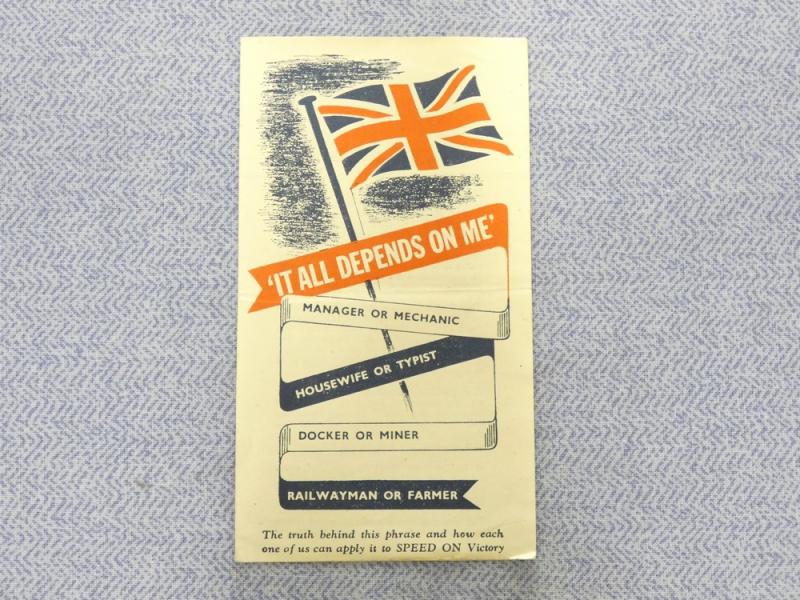 'IT ALL DEPENDS ON ME'
MANAGER OR MECHANIC
HOUSEWIFE OR TYPIST
DOCKER OR MINER
RAILWAYMAN OR FARMER
The truth behind this phrase and how each
one of us can apply it to SPEED ON Victory